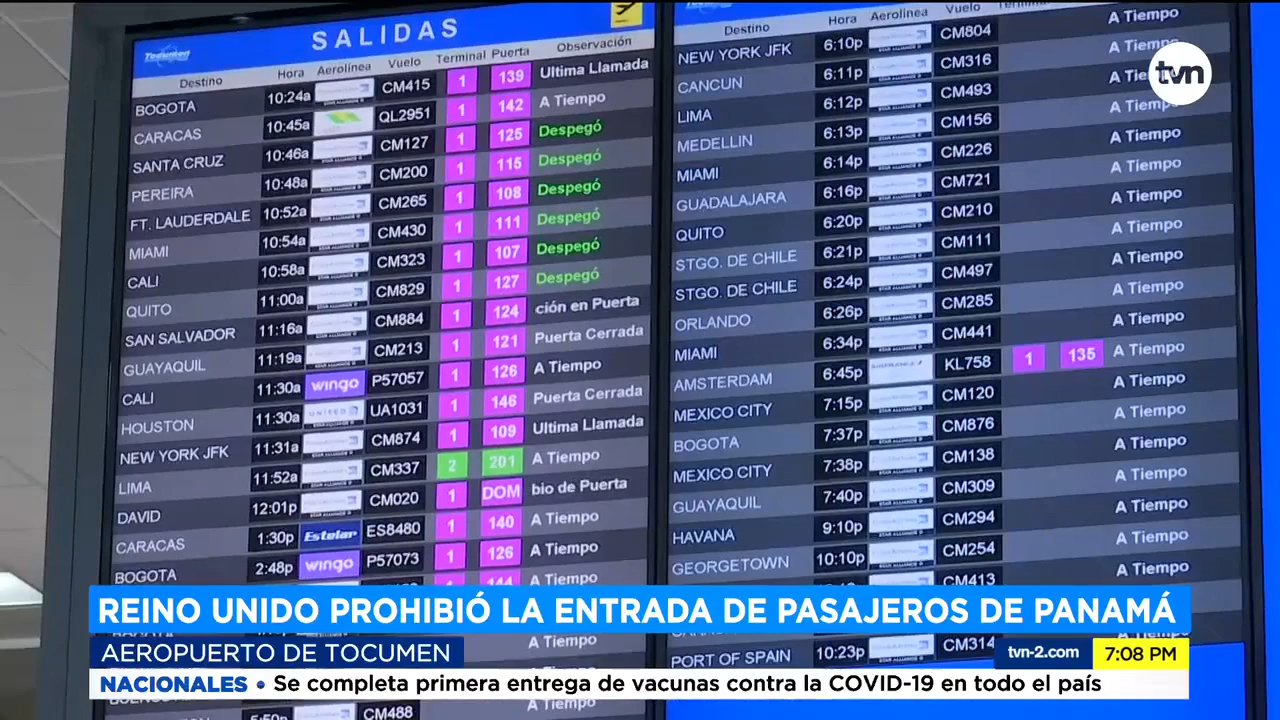 SALIDAS
Tocumen
Destino Hora Aerolínea Vuelo Terminal Puerta Observación
BOGOTA 10:24a CM415 1 139 Ultima Llamada
CARACAS 10:45a QL2951 1 142 A Tiempo
SANTA CRUZ 10:46a CM127 1 125 Despegó
PEREIRA 10:48a CM200 1 115 Despegó
FT. LAUDERDALE 10:52a CM265 1 108 Despegó
MIAMI 10:54a CM430 1 111 Despegó
CALI 10:58a CM323 1 107 Despegó
QUITO 11:00a CM829 1 127 Despegó
SAN SALVADOR 11:16a CM884 1 124 ción en Puerta
GUAYAQUIL 11:19a CM213 1 121 Puerta Cerrada
CALI 11:30a wingo P57057 1 126 A Tiempo
HOUSTON 11:30a UNITED UA1031 1 146 Puerta Cerrada
NEW YORK JFK 11:31a CM874 1 109 Ultima Llamada
LIMA 11:52a CM337 2 201 A Tiempo
DAVID 12:01p CM020 1 DOM bio de Puerta
CARACAS 1:30p Estelar ES8480 1 140 A Tiempo
BOGOTA 2:48p wingo P57073 1 126 A Tiempo
A Tiempo
A Tiempo
A Tiempo
5:50p CM488 A Tiempo
Destino Hora Aerolínea Vuelo Terminal
NEW YORK JFK 6:10p CM804 A Tiempo
CANCUN 6:11p CM316 A Tiempo
LIMA 6:12p CM493 A Tiempo
MEDELLIN 6:13p CM156 A Tiempo
MIAMI 6:14p CM226 A Tiempo
GUADALAJARA 6:16p CM721 A Tiempo
QUITO 6:20p CM210 A Tiempo
STGO. DE CHILE 6:21p CM111 A Tiempo
STGO. DE CHILE 6:24p CM497 A Tiempo
ORLANDO 6:26p CM285 A Tiempo
MIAMI 6:34p CM441 A Tiempo
AMSTERDAM 6:45p KL758 1 135 A Tiempo
MEXICO CITY 7:15p CM120 A Tiempo
BOGOTA 7:37p CM876 A Tiempo
MEXICO CITY 7:38p CM138 A Tiempo
GUAYAQUIL 7:40p CM309 A Tiempo
HAVANA 9:10p CM294 A Tiempo
GEORGETOWN 10:10p CM254 A Tiempo
CM413 A Tiempo
PORT OF SPAIN 10:23p CM314
tvn
REINO UNIDO PROHIBIÓ LA ENTRADA DE PASAJEROS DE PANAMÁ
AEROPUERTO DE TOCUMEN
tvn-2.com 7:08 PM
NACIONALES • Se completa primera entrega de vacunas contra la COVID-19 en todo el país